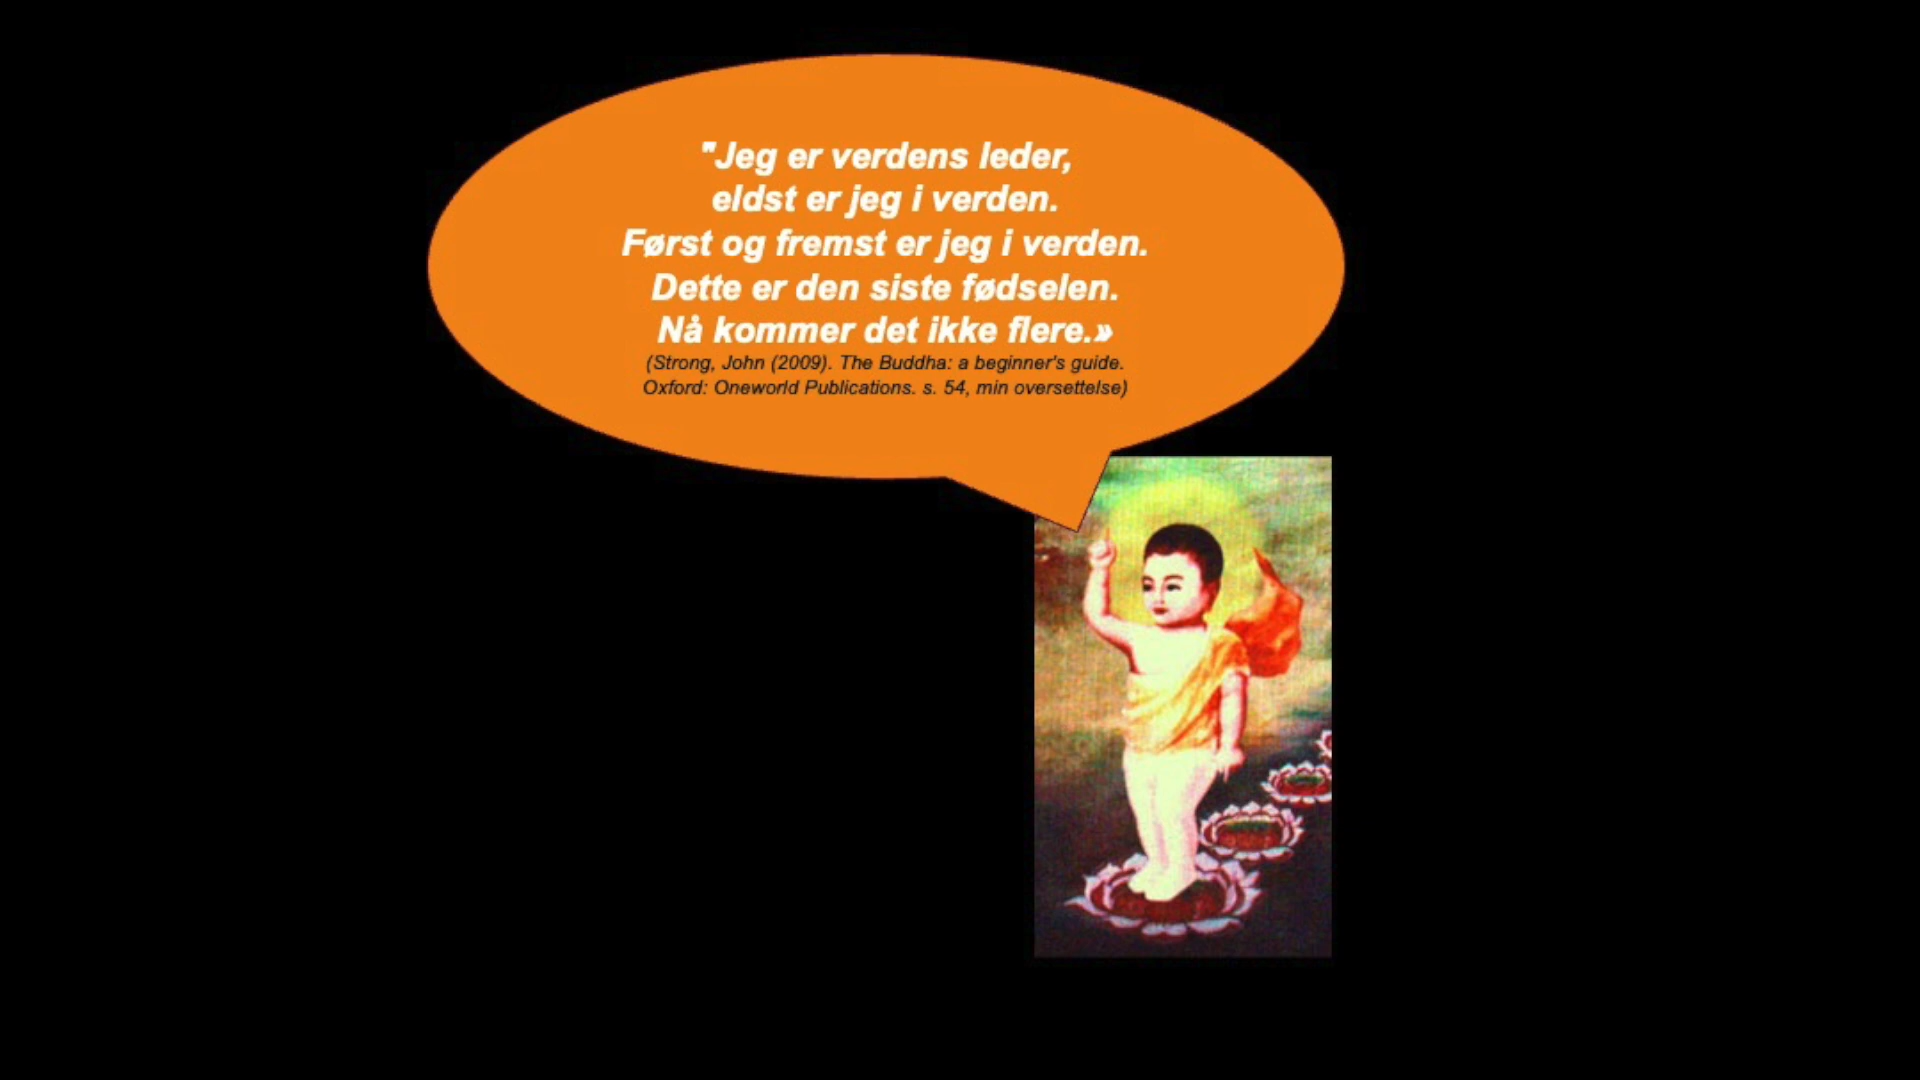 "Jeg er verdens leder,
eldst er jeg i verden.
Først og fremst er jeg i verden.
Dette er den siste fødselen.
Nå kommer det ikke flere.»
(Strong, John (2009). The Buddha: a beginner's guide.
Oxford: Oneworld Publications. s. 54, min oversettelse)